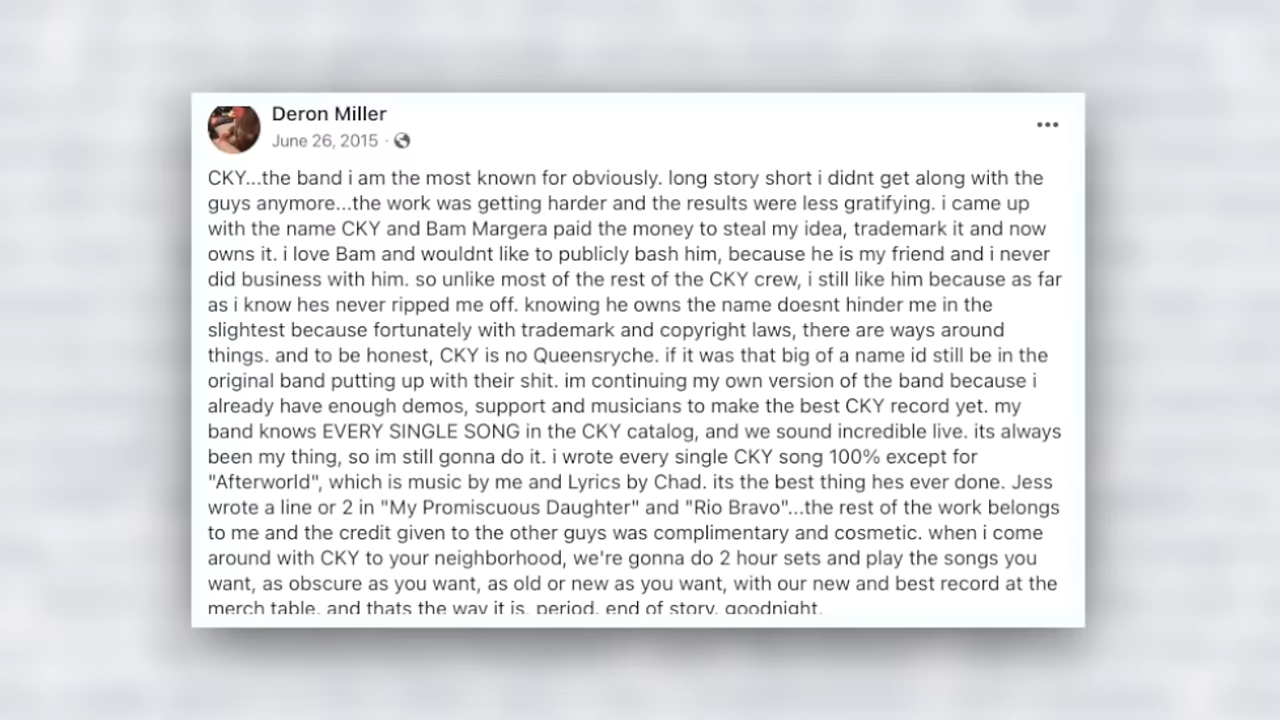 Deron Miller
June 26, 2015 ·
CKY...the band i am the most known for obviously. long story short i didnt get along with the
guys anymore...the work was getting harder and the results were less gratifying. i came up
with the name CKY and Bam Margera paid the money to steal my idea, trademark it and now
owns it. i love Bam and wouldnt like to publicly bash him, because he is my friend and i never
did business with him. so unlike most of the rest of the CKY crew, i still like him because as far
as i know hes never ripped me off. knowing he owns the name doesnt hinder me in the
slightest because fortunately with trademark and copyright laws, there are ways around
things. and to be honest, CKY is no Queensryche. if it was that big of a name id still be in the
original band putting up with their shit. im continuing my own version of the band because i
already have enough demos, support and musicians to make the best CKY record yet. my
band knows EVERY SINGLE SONG in the CKY catalog, and we sound incredible live. its always
been my thing, so im still gonna do it. i wrote every single CKY song 100% except for
"Afterworld", which is music by me and Lyrics by Chad. its the best thing hes ever done. Jess
wrote a line or 2 in "My Promiscuous Daughter" and "Rio Bravo"...the rest of the work belongs
to me and the credit given to the other guys was complimentary and cosmetic. when i come
around with CKY to your neighborhood, we're gonna do 2 hour sets and play the songs you
want, as obscure as you want, as old or new as you want, with our new and best record at the
merch table. and thats the way it is. period. end of story. goodnight.